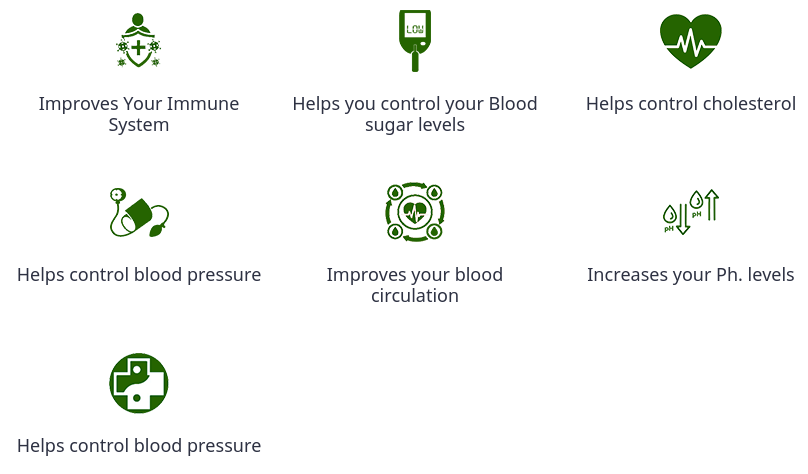 LOW
Improves Your Immune
System
Helps you control your Blood
sugar levels
Helps control cholesterol
pH
pH
Helps control blood pressure
Improves your blood
circulation
Increases your Ph. levels
Helps control blood pressure